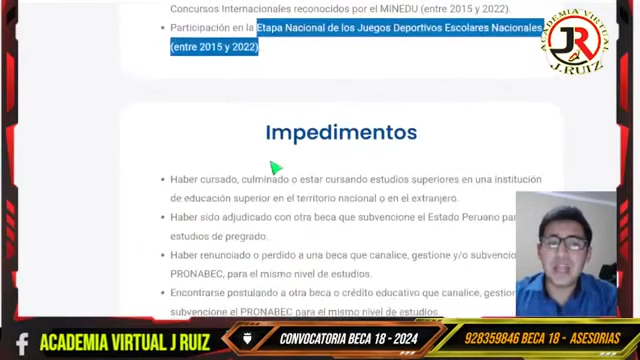 Concursos Internacionales reconocidos por el MINEDU (entre 2015 y 2022).
Participación en la Etapa Nacional de los Juegos Deportivos Escolares Nacionales
(entre 2015 y 2022)
ACADEMIA VIRTUAL
JR
J.RUIZ
Impedimentos
Haber cursado, culminado o estar cursando estudios superiores en una institución
de educación superior en el territorio nacional o en el extranjero.
Haber sido adjudicado con otra beca que subvencione el Estado Peruano para
estudios de pregrado.
Haber renunciado o perdido a una beca que canalice, gestione y/o subvencio
PRONABEC, para el mismo nivel de estudios.
Encontrarse postulando a otra beca o crédito educativo que canalice, gestion
subvencione el PRONABEC para el mismo nivel de estudios.
f ACADEMIA VIRTUAL J RUIZ
CONVOCATORIA BECA 18 - 2024
928359846 BECA 18 - ASESORIAS